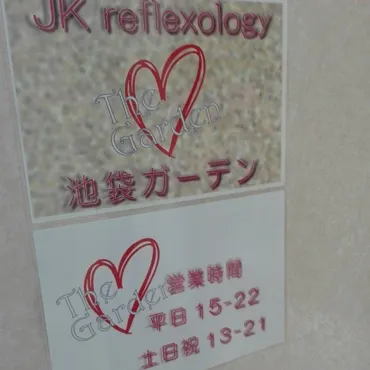 JK reflexology
The
Garden
池袋ガーデン
The
Garden
営業時間
平日 15-22
土日祝 13-21